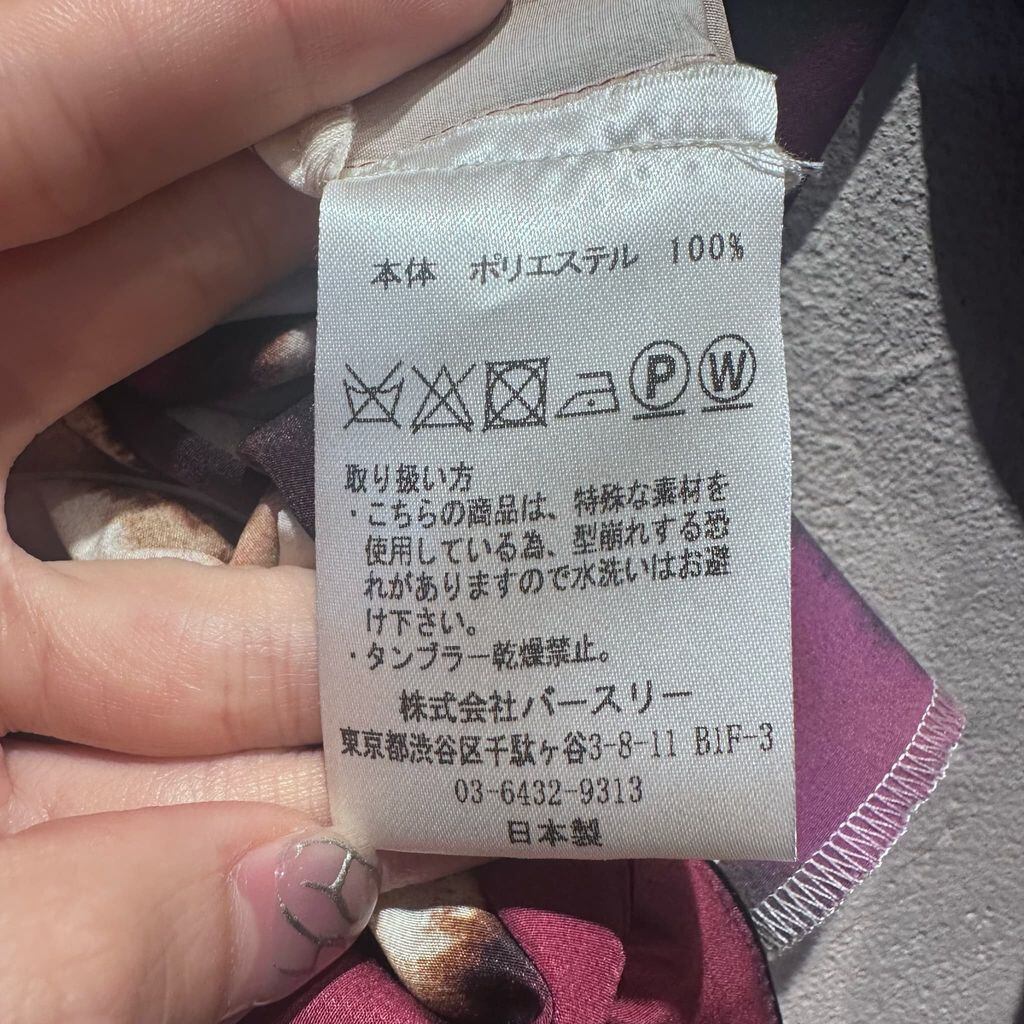 本体 ポリエステル 100%
P W
取り扱い方
・こちらの商品は、特殊な素材を
使用している為、型崩れする恐
れがありますので水洗いはお避
け下さい。
・タンブラー乾燥禁止。
株式会社バースリー
東京都渋谷区千駄ヶ谷3-8-11 B1F-3
03-6432-9313
日本製